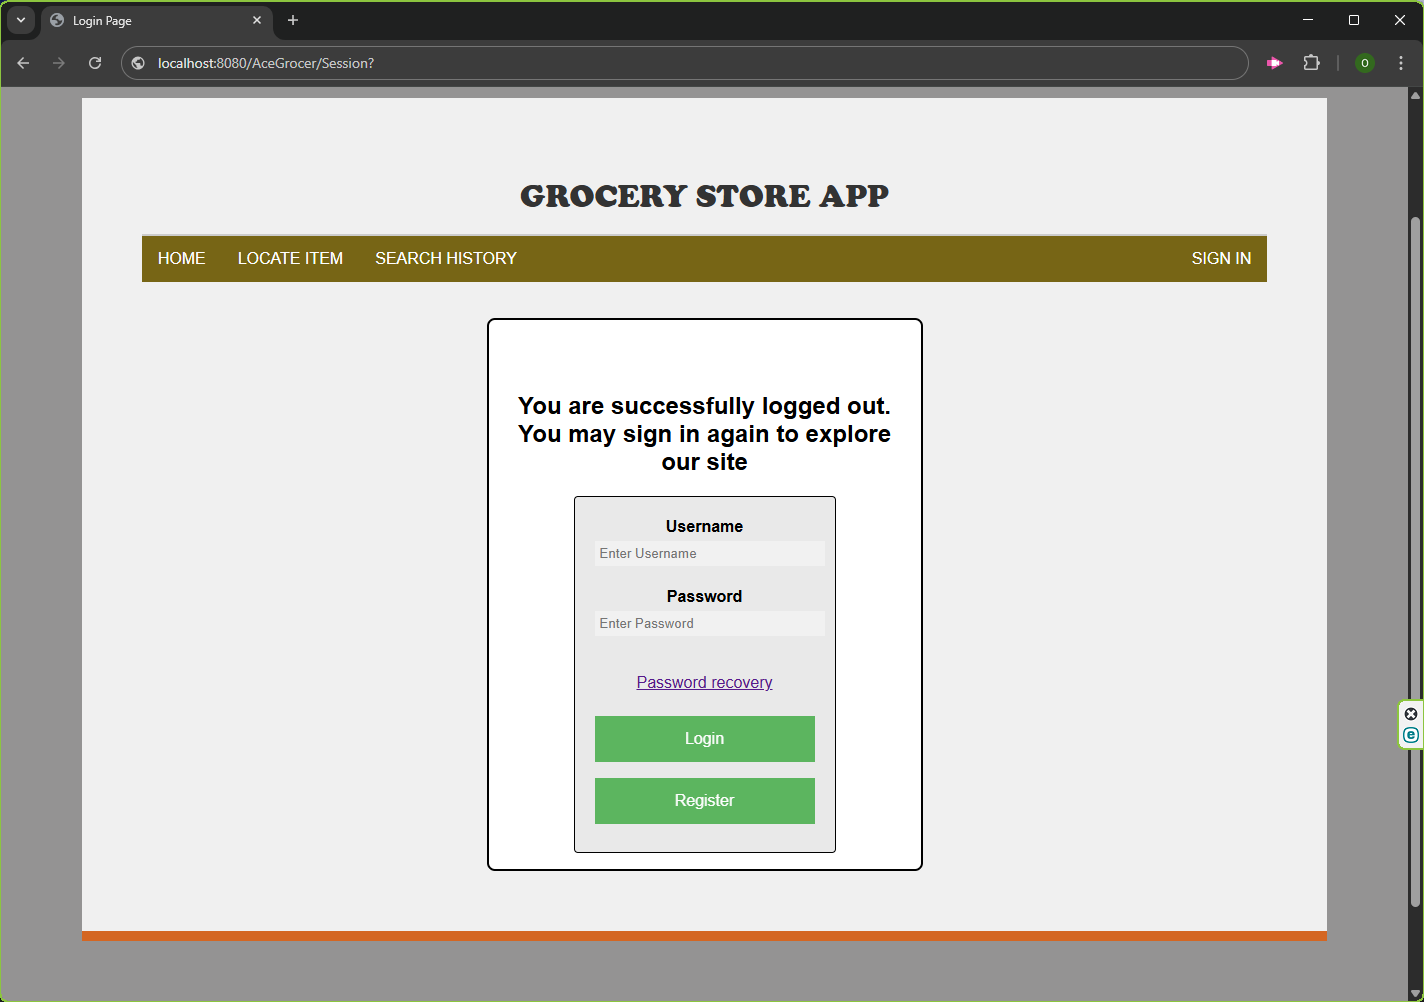 Login Page
localhost:8080/AceGrocer/Session?
O
GROCERY STORE APP
HOME LOCATE ITEM SEARCH HISTORY SIGN IN
You are successfully logged out.
You may sign in again to explore
our site
Username
Enter Username
Password
Enter Password
Password recovery
Login
Register
e